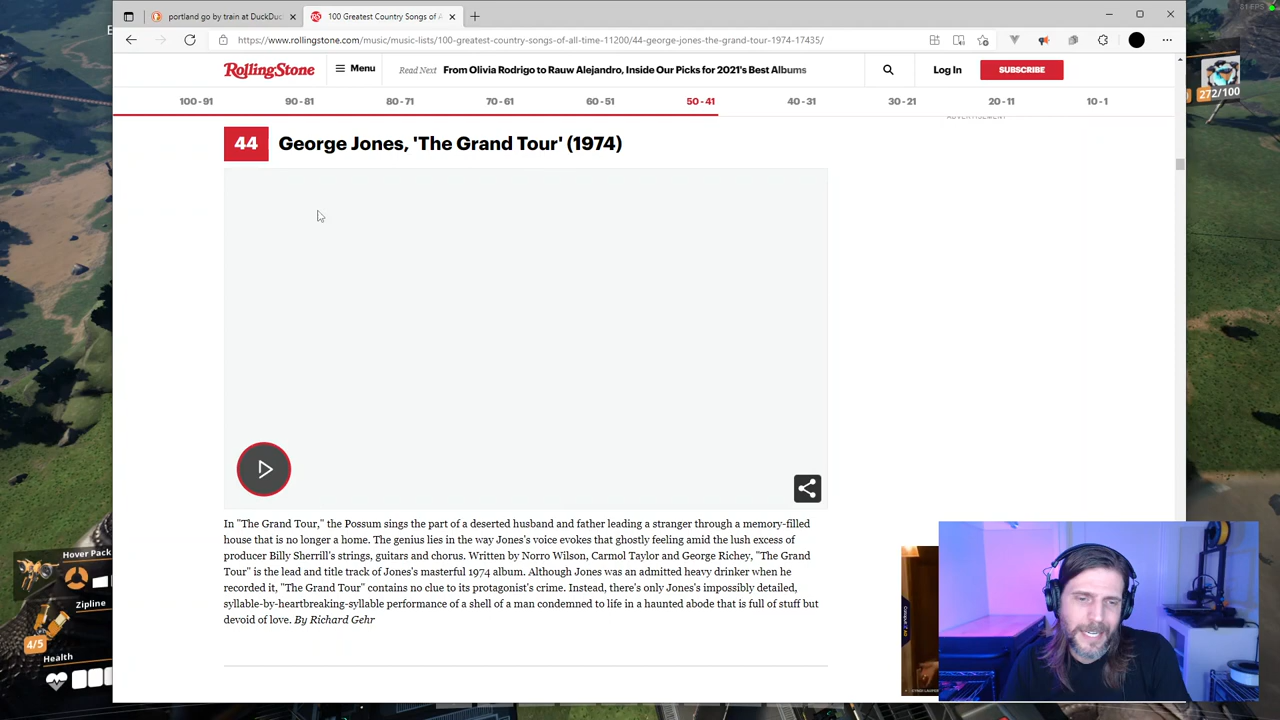 portland go by train at DuckDuc
100 Greatest Country Songs of A
61 FPS
https://www.rollingstone.com/music/music-lists/100-greatest-country-songs-of-all-time-11200/44-george-jones-the-grand-tour-1974-17435/
RollingStone
Menu
Read Next From Olivia Rodrigo to Rauw Alejandro, Inside Our Picks for 2021's Best Albums
Log In
SUBSCRIBE
272/100
100 - 91
90 - 81
80 - 71
70 - 61
60 - 51
50 - 41
40 - 31
30 - 21
20 - 11
10 - 1
ADVERTISEMENT
44 George Jones, 'The Grand Tour' (1974)
In "The Grand Tour," the Possum sings the part of a deserted husband and father leading a stranger through a memory-filled
house that is no longer a home. The genius lies in the way Jones's voice evokes that ghostly feeling amid the lush excess of
producer Billy Sherrill's strings, guitars and chorus. Written by Norro Wilson, Carmol Taylor and George Richey, "The Grand
Tour" is the lead and title track of Jones's masterful 1974 album. Although Jones was an admitted heavy drinker when he
recorded it, "The Grand Tour" contains no clue to its protagonist's crime. Instead, there's only Jones's impossibly detailed,
syllable-by-heartbreaking-syllable performance of a shell of a man condemned to life in a haunted abode that is full of stuff but
devoid of love. By Richard Gehr
Hover Pack
Zipline
4/5
Health